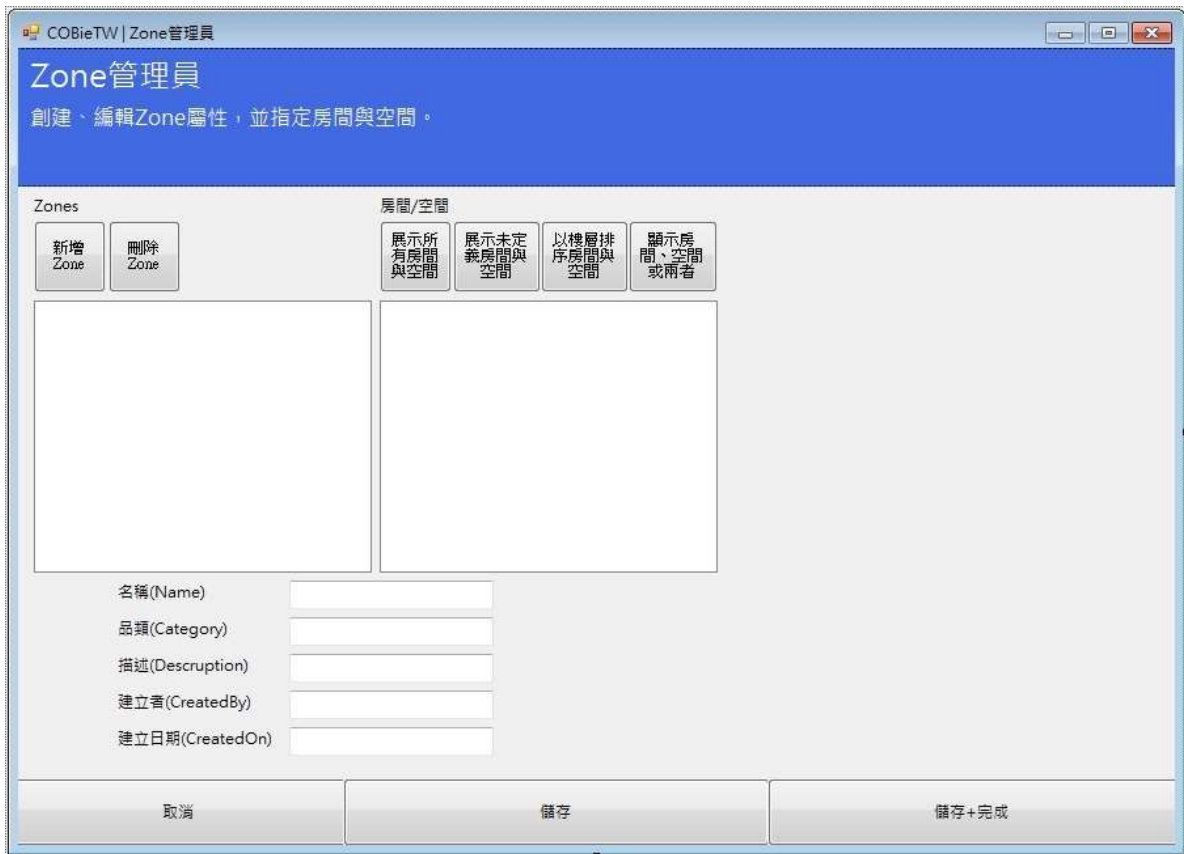 COBieTW | Zone管理員
Zone管理員
創建、編輯Zone屬性，並指定房間與空間。
Zones
房間/空間
新增
Zone
刪除
Zone
展示所
有房間
與空間
展示未定
義房間與
空間
以樓層排
序房間與
空間
顯示房
間、空間
或兩者
名稱(Name)
品類(Category)
描述(Descruption)
建立者(CreatedBy)
建立日期(CreatedOn)
取消
儲存
儲存+完成